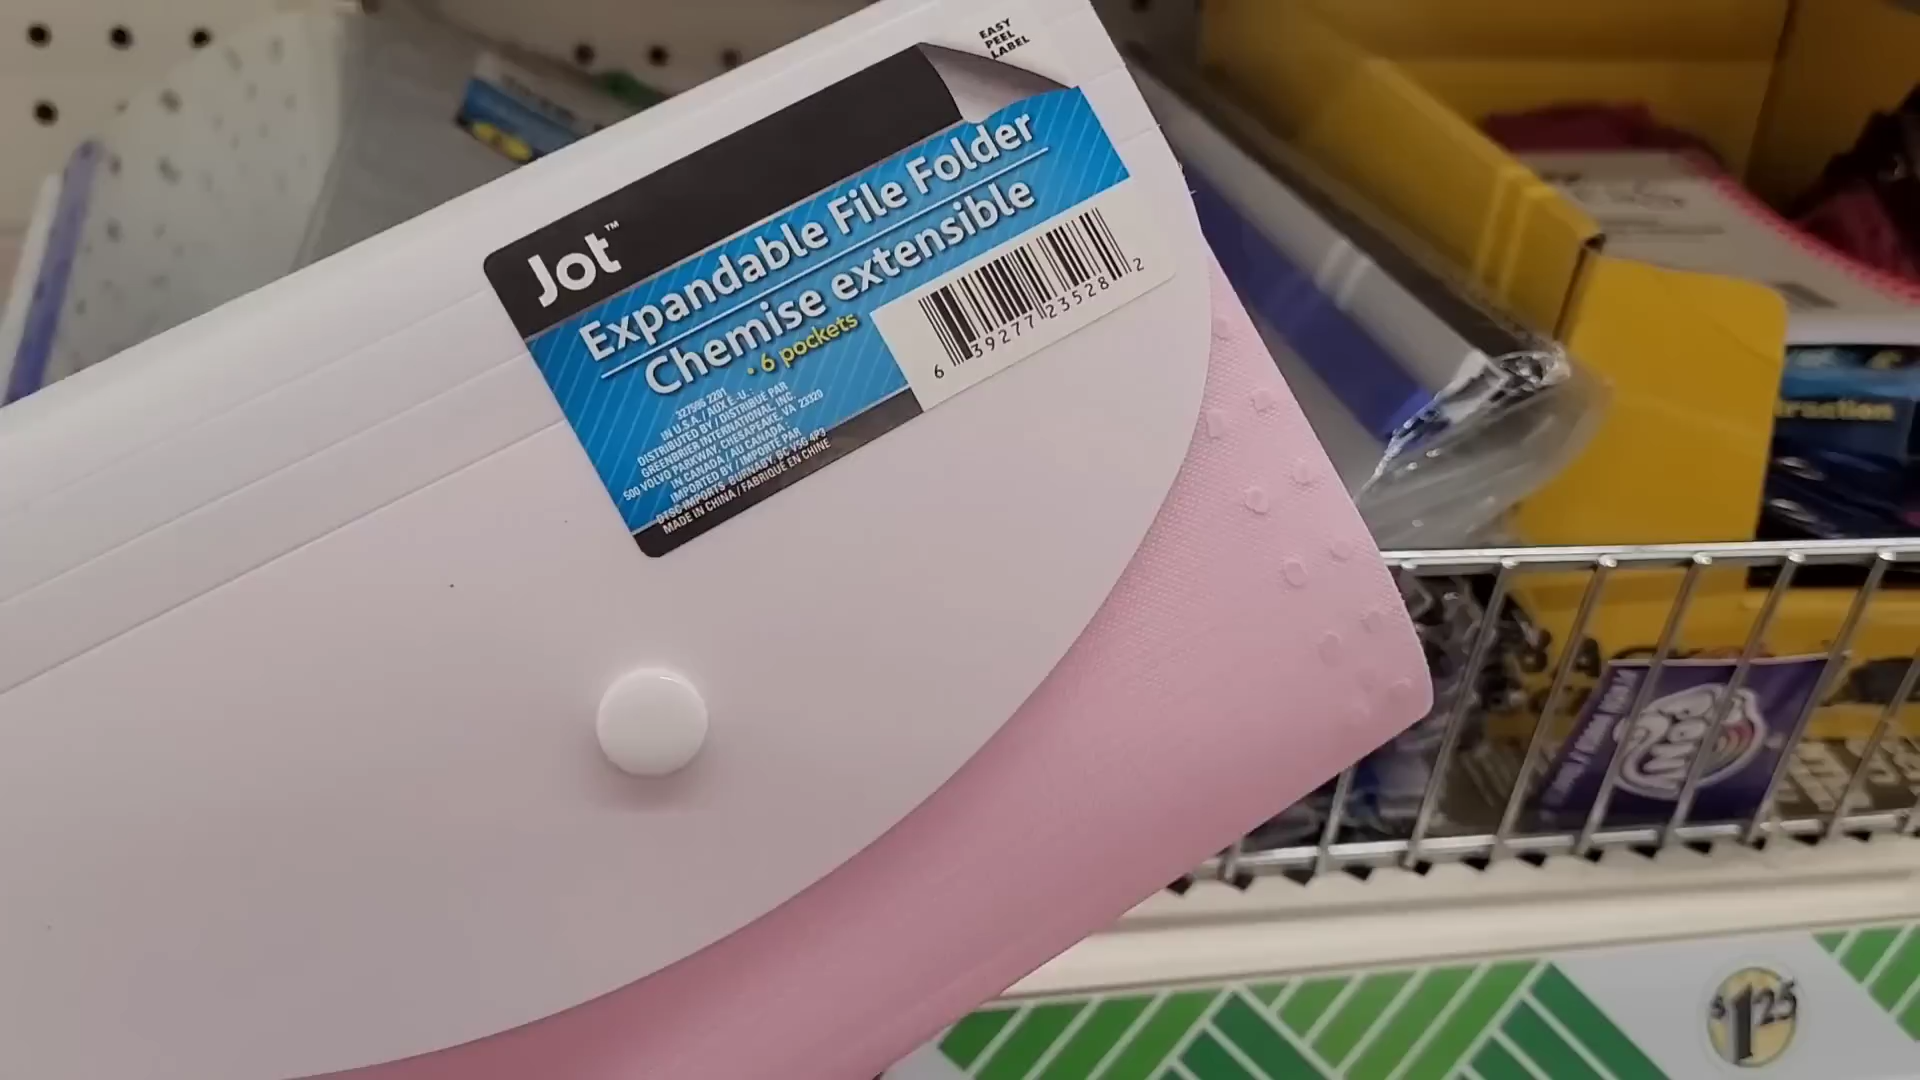 EASY
PEEL
LABEL
Jot™
Expandable File Folder
Chemise extensible
• 6 pockets
6 39277 23528 2
327596 2201
IN U.S.A. / AUX É.-U.:
DISTRIBUTED BY / DISTRIBUÉ PAR
GREENBRIER INTERNATIONAL, INC.
500 VOLVO PARKWAY, CHESAPEAKE, VA 23320
IN CANADA / AU CANADA:
IMPORTED BY / IMPORTÉ PAR
DTSC IMPORTS, BURNABY, BC V5G 4P3
MADE IN CHINA / FABRIQUÉ EN CHINE
PONY
$1.25